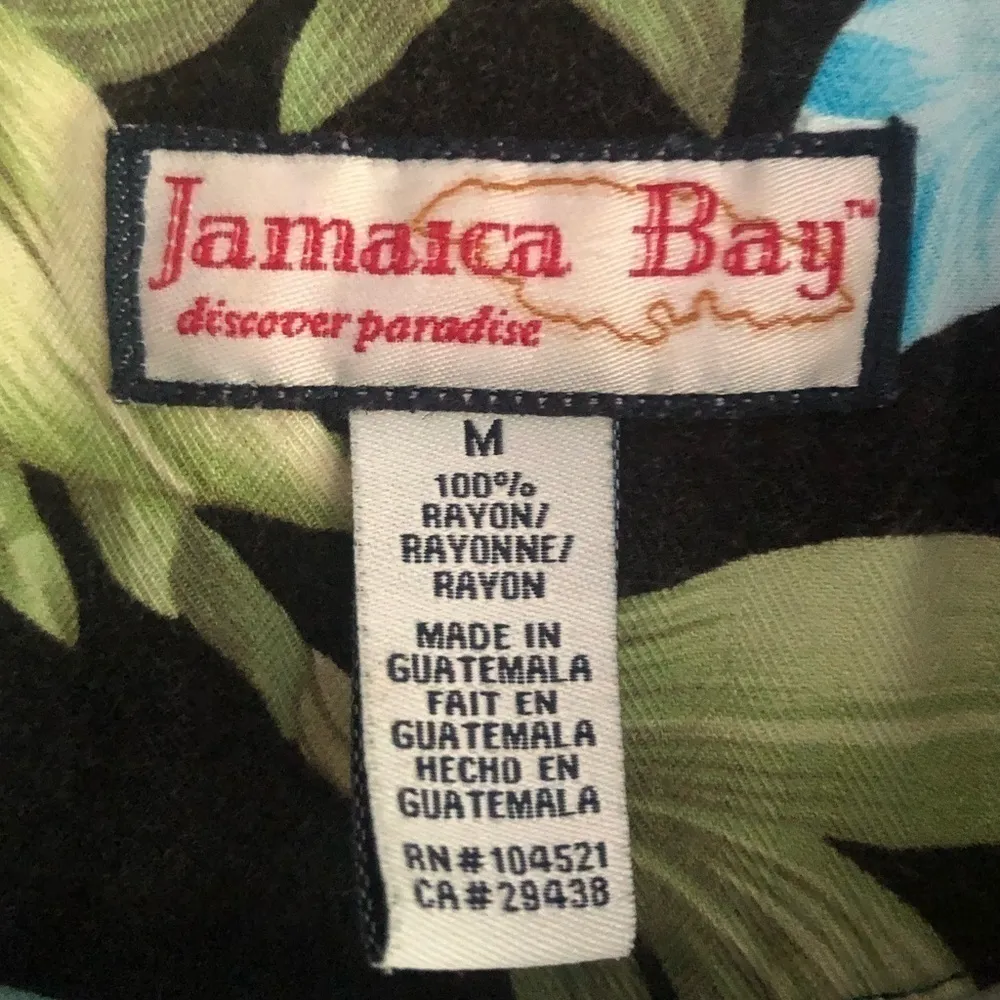 Jamaica Bay™
discover paradise
M
100%
RAYON/
RAYONNE/
RAYON
MADE IN
GUATEMALA
FAIT EN
GUATEMALA
HECHO EN
GUATEMALA
RN#104521
CA#29438